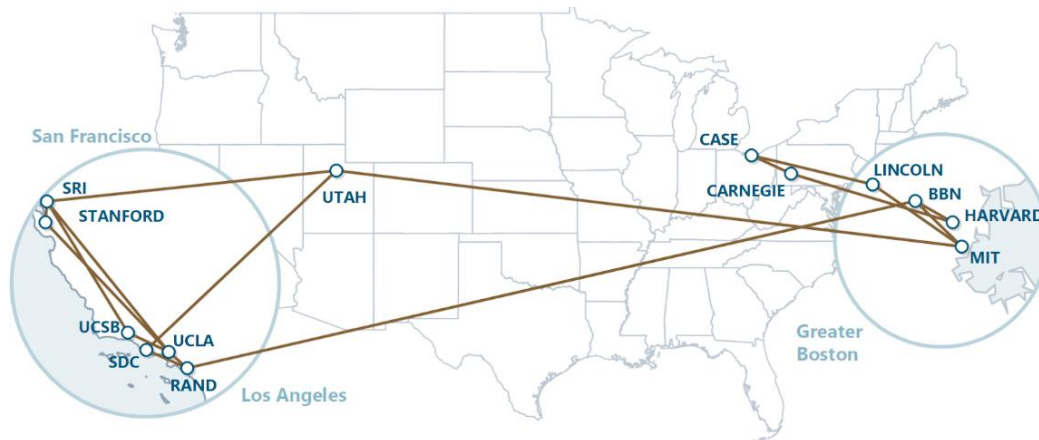 San Francisco
SRI
STANFORD
UTAH
UCSB
UCLA
SDC
RAND
Los Angeles
CASE
CARNEGIE
LINCOLN
BBN
HARVARD
MIT
Greater
Boston